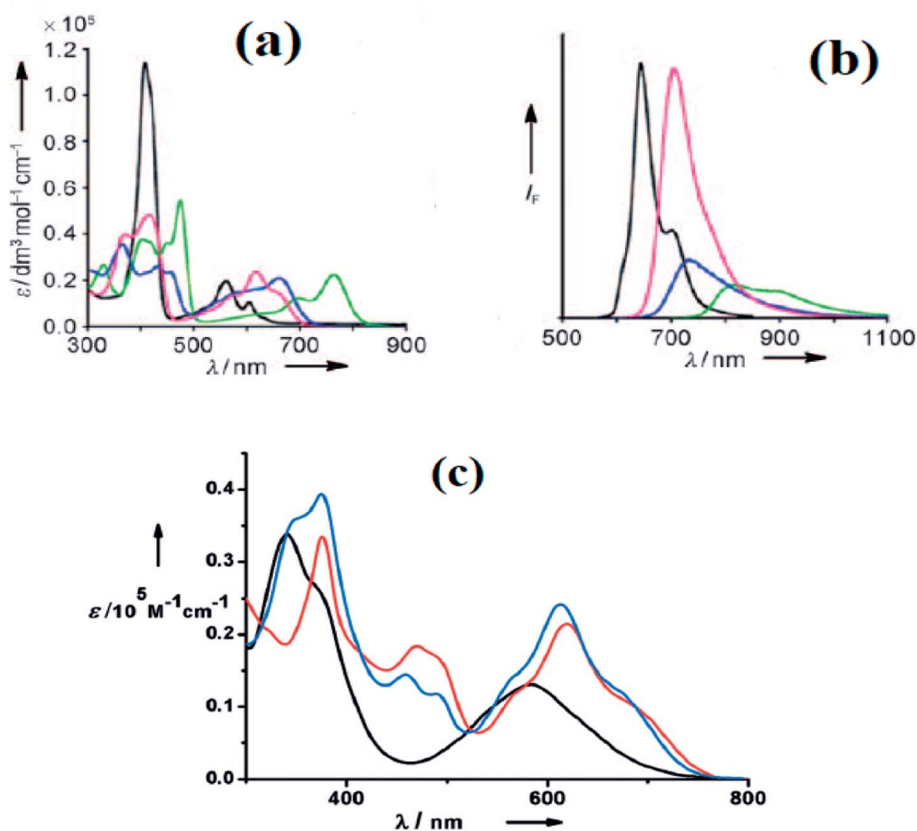 (a)
× 10⁵
1.2
1.0
0.8
0.6
0.4
0.2
0.0
ε/dm³mol⁻¹ cm⁻¹
300 500 700 900
λ/nm
(b)
I_F
500 700 900 1100
λ/nm
(c)
0.4
0.3
0.2
0.1
0.0
ε/10⁵ M⁻¹cm⁻¹
400 600 800
λ / nm